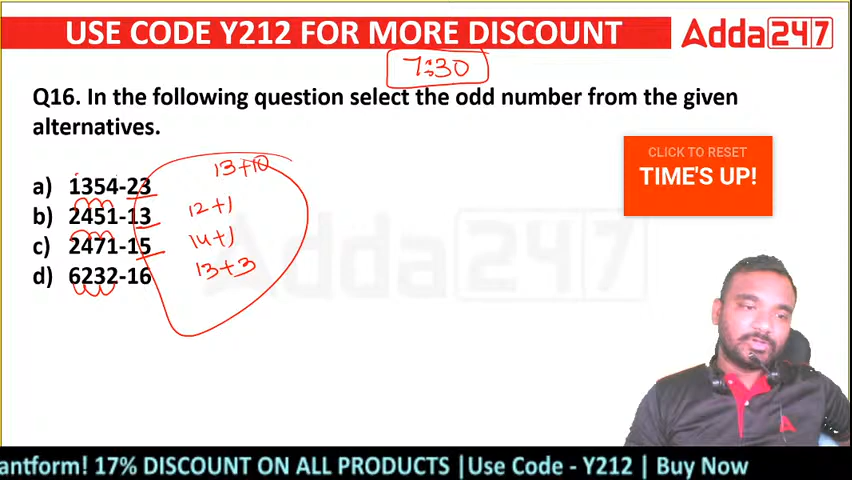 USE CODE Y212 FOR MORE DISCOUNT
Adda247
7:30
Q16. In the following question select the odd number from the given
alternatives.
CLICK TO RESET
TIME'S UP!
13+10
a) 1354-23
12+1
b) 2451-13
14+1
c) 2471-15
13+3
d) 6232-16
Adda247
antform! 17% DISCOUNT ON ALL PRODUCTS |Use Code - Y212 | Buy Now